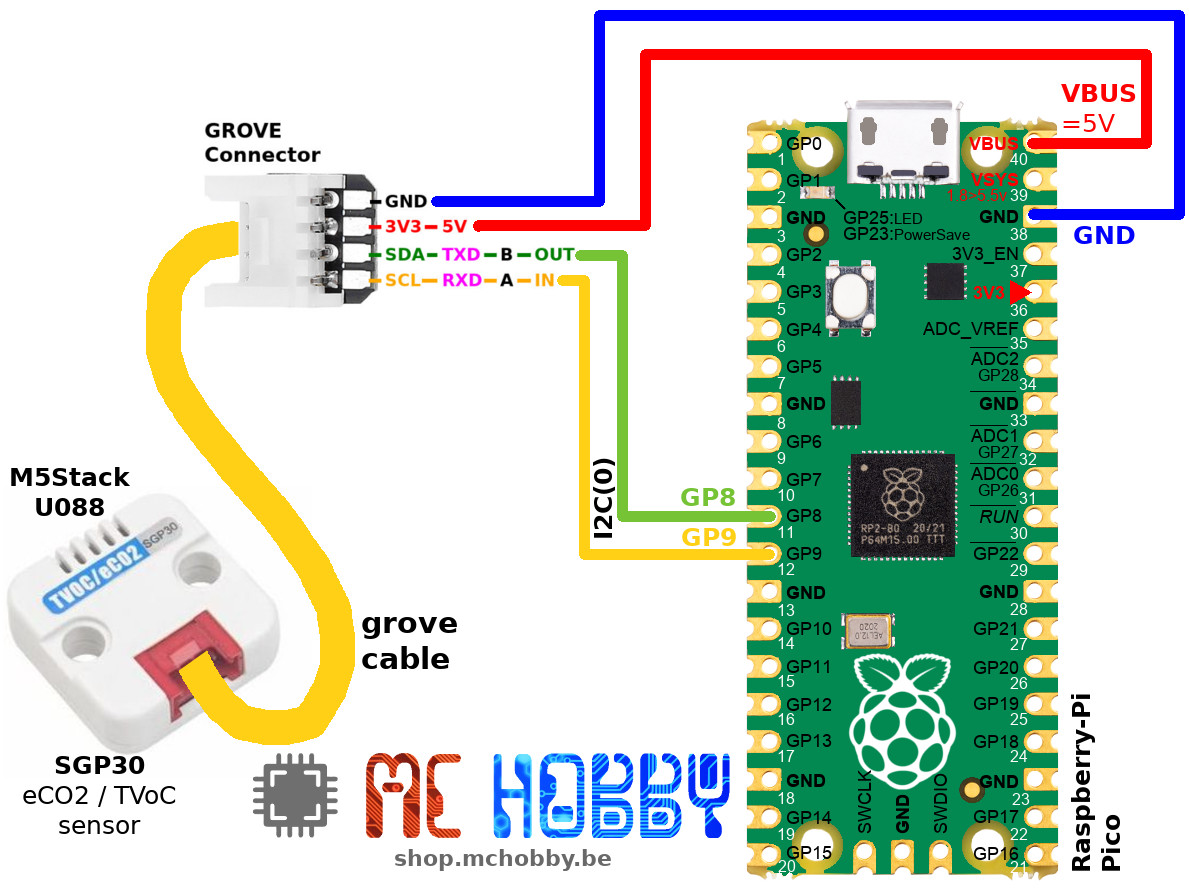 GROVE
Connector
GND
3V3 – 5V
SDA – TXD – B – OUT
SCL – RXD – A – IN
VBUS
=5V
GND
I2C(0)
GP8
GP9
M5Stack
U088
TVOC/eCO2
SGP30
grove
cable
SGP30
eCO2 / TVoC
sensor
MC HOBBY
shop.mchobby.be
Raspberry-Pi
Pico
GP0
1
GP1
2
GND
3
GP2
4
GP3
5
GP4
6
GP5
7
GND
8
GP6
9
GP7
10
GP8
11
GP9
12
GND
13
GP10
14
GP11
15
GP12
16
GP13
17
GND
18
GP14
19
GP15
20
GP25:LED
GP23:PowerSave
RP2-B0 20/21
P64M15.00 TTT
AEL12.0
2020
SWCLK
GND
SWDIO
VBUS
40
VSYS
1,8>5,5v
39
GND
38
3V3_EN
37
3V3
36
ADC_VREF
35
ADC2
GP28
34
GND
33
ADC1
GP27
32
ADC0
GP26
31
RUN
30
GP22
29
GND
28
GP21
27
GP20
26
GP19
25
GP18
24
GND
23
GP17
22
GP16
21